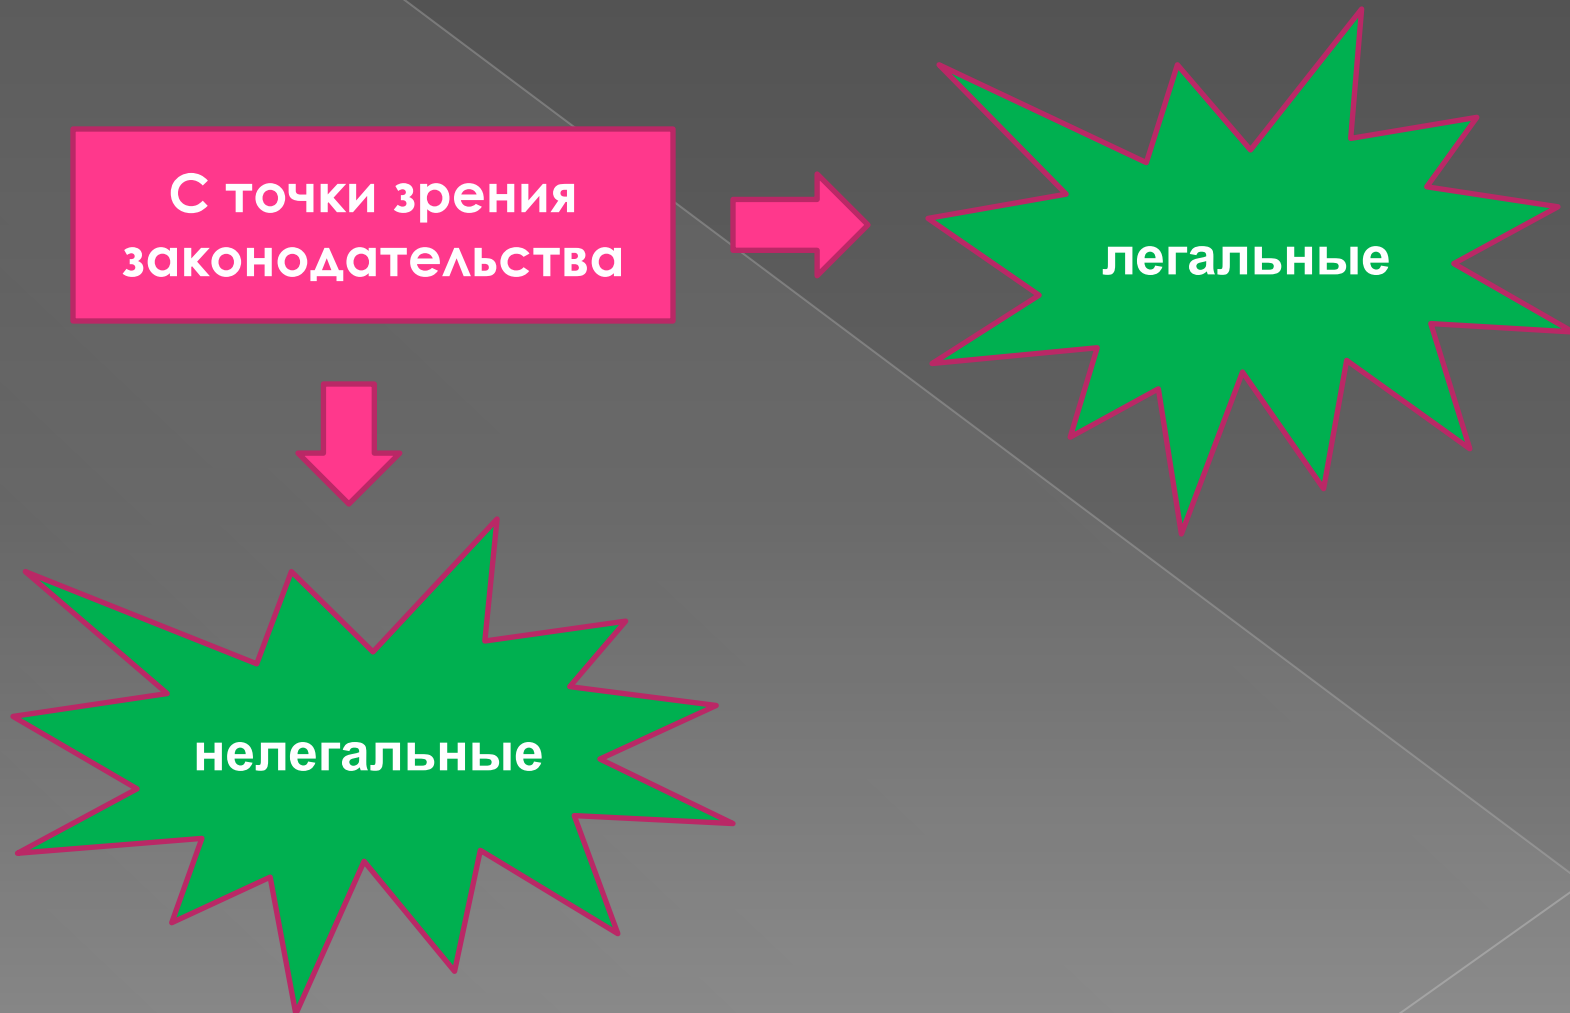 С точки зрения
законодательства
легальные
нелегальные